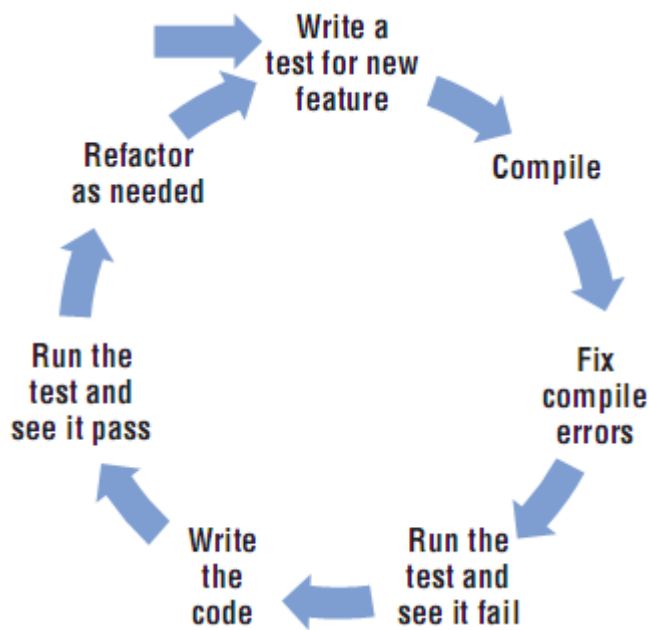 Write a
test for new
feature
Compile
Fix
compile
errors
Run the
test and
see it fail
Write
the
code
Run the
test and
see it pass
Refactor
as needed